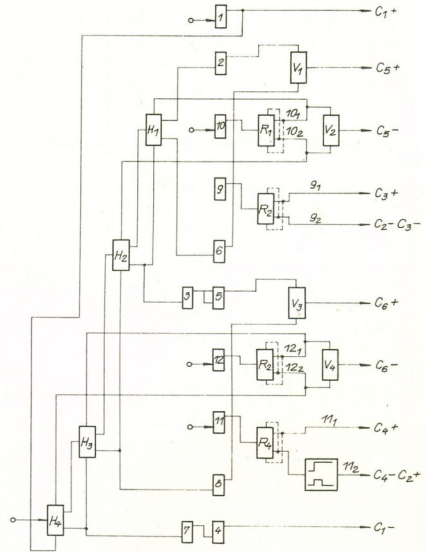 1 C₁+
2 V₁ C₅+
H₁ 10 R₁ 10₁ 10₂ V₂ C₅-
9 R₂ 9₁ C₃+
9₂ C₂- C₃-
H₂ 6
3 5 V₃ C₆+
12 R₂ 12₁ 12₂ V₄ C₆-
11 R₄ 11₁ C₄+
H₃ 11₂ C₄- C₂+
8
H₄ 7 4 C₁-